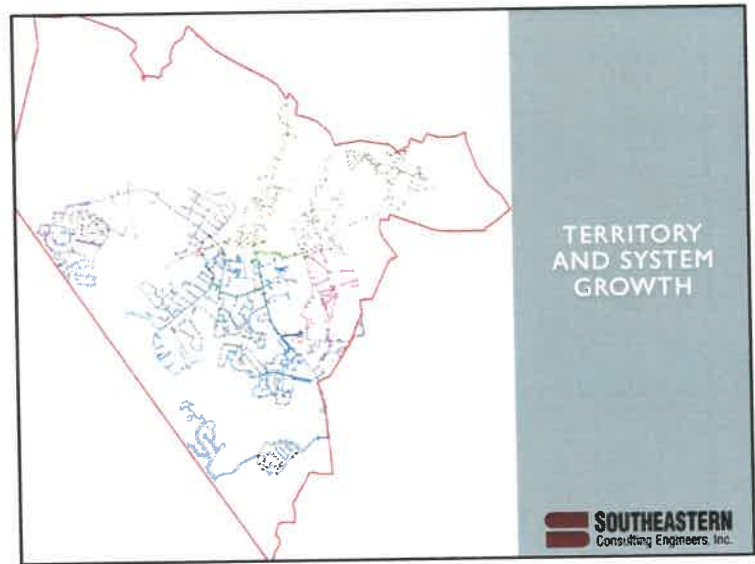 TERRITORY
AND SYSTEM
GROWTH
SOUTHEASTERN
Consulting Engineers, Inc.